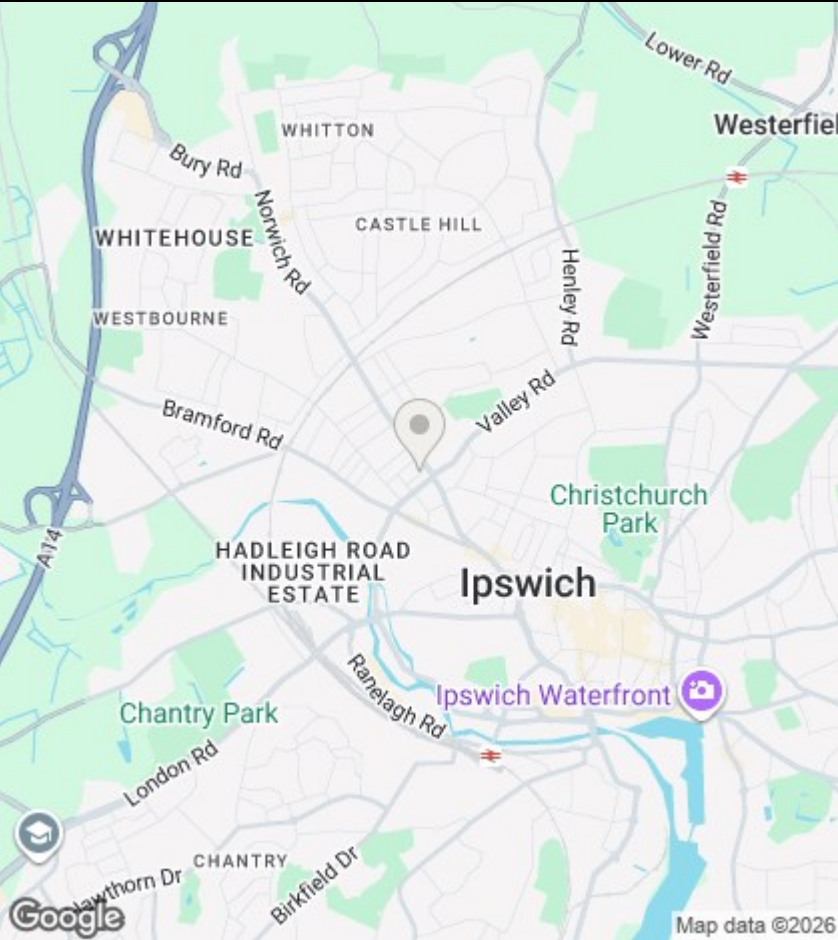 Lower Rd
Westerfiel
WHITTON
Bury Rd
Norwich Rd
CASTLE HILL
WHITEHOUSE
Henley Rd
Westerfield Rd
WESTBOURNE
Valley Rd
Bramford Rd
Christchurch
Park
A14
HADLEIGH ROAD
INDUSTRIAL
ESTATE
Ipswich
Ranelagh Rd
Ipswich Waterfront
Chantry Park
London Rd
CHANTRY
Hawthorn Dr
Birkfield Dr
Google
Map data ©2026